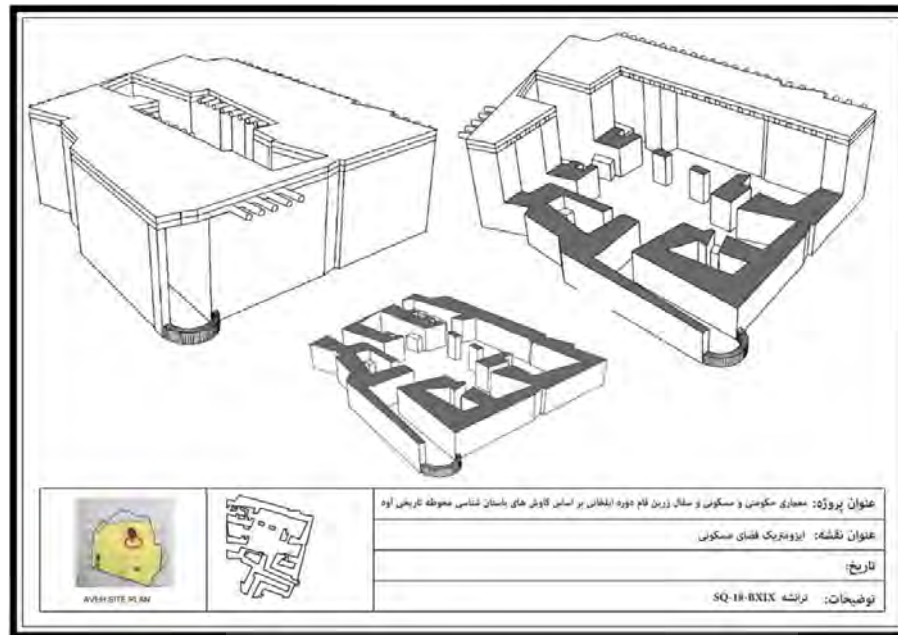 عنوان پروژه: معماری حکومتی و مسکونی و سفال زرین فام دوره ایلخانی بر اساس کاوش های باستان شناسی محوطه تاریخی آوه
عنوان نقشه: ایزومتریک فضای مسکونی
تاریخ:
توضیحات: ترانشه SQ-18-BXIX
AVEH SITE PLAN